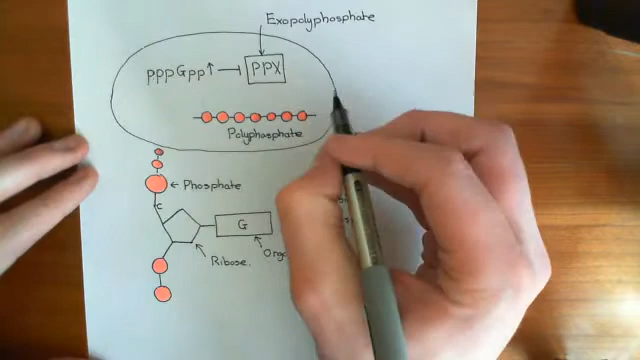 Exopolyphosphate
pppGpp↑ PPX
Polyphosphate
← Phosphate
C
G
Ribose.